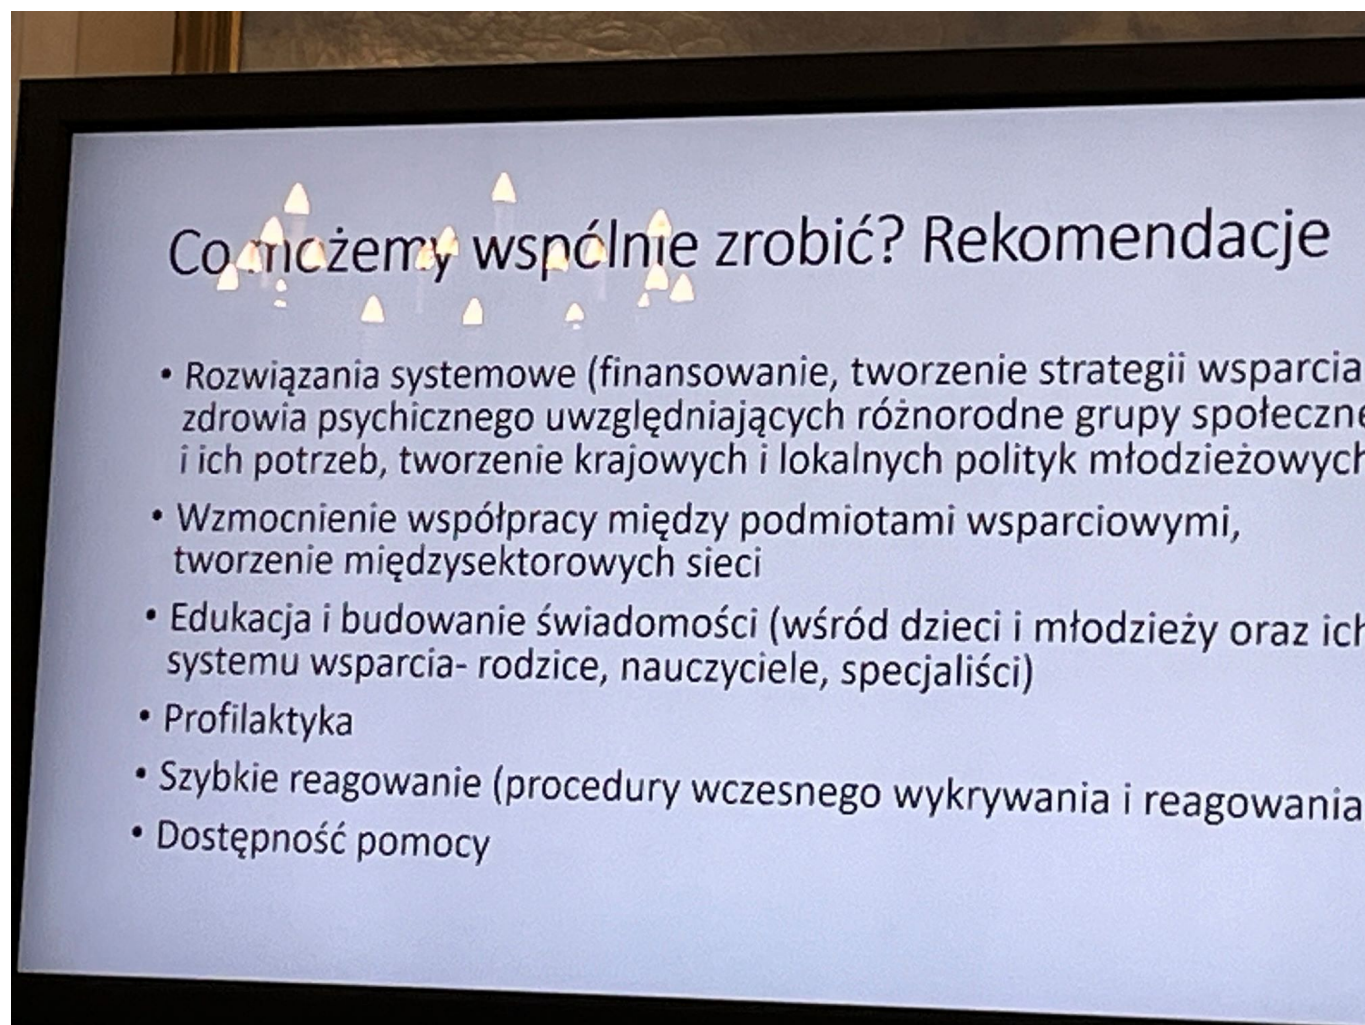 Co możemy wspólnie zrobić? Rekomendacje
• Rozwiązania systemowe (finansowanie, tworzenie strategii wsparcia
zdrowia psychicznego uwzględniających różnorodne grupy społeczne
i ich potrzeb, tworzenie krajowych i lokalnych polityk młodzieżowych
• Wzmocnienie współpracy między podmiotami wsparciowymi,
tworzenie międzysektorowych sieci
• Edukacja i budowanie świadomości (wśród dzieci i młodzieży oraz ich
systemu wsparcia- rodzice, nauczyciele, specjaliści)
• Profilaktyka
• Szybkie reagowanie (procedury wczesnego wykrywania i reagowania
• Dostępność pomocy